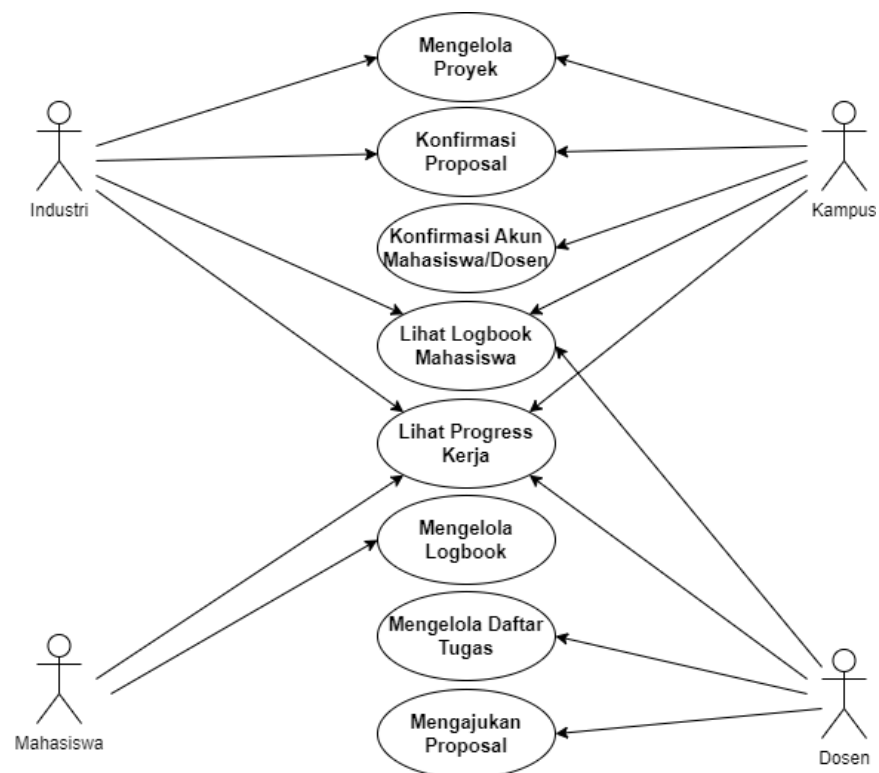 Mengelola
Proyek
Industri
Konfirmasi
Proposal
Kampus
Konfirmasi Akun
Mahasiswa/Dosen
Lihat Logbook
Mahasiswa
Lihat Progress
Kerja
Mengelola
Logbook
Mengelola Daftar
Tugas
Mahasiswa
Mengajukan
Proposal
Dosen